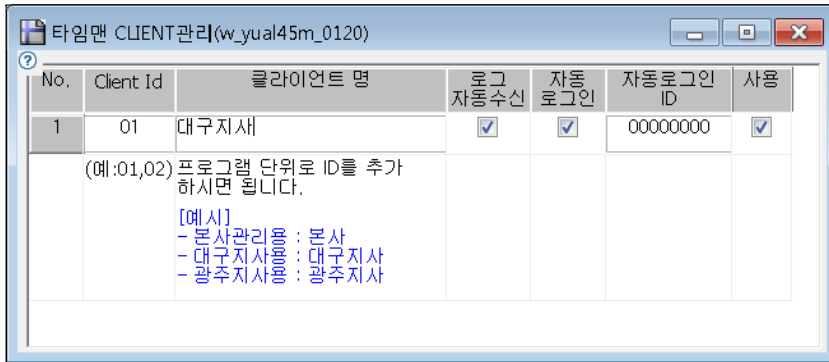 타임맨 CLIENT관리(w_yual45m_0120)
?
No. Client Id 클라이언트 명 로그 자동수신 자동 로그인 자동로그인 ID 사용
1 01 대구지사 00000000
(예:01,02) 프로그램 단위로 ID를 추가
하시면 됩니다.
[예시]
- 본사관리용 : 본사
- 대구지사용 : 대구지사
- 광주지사용 : 광주지사